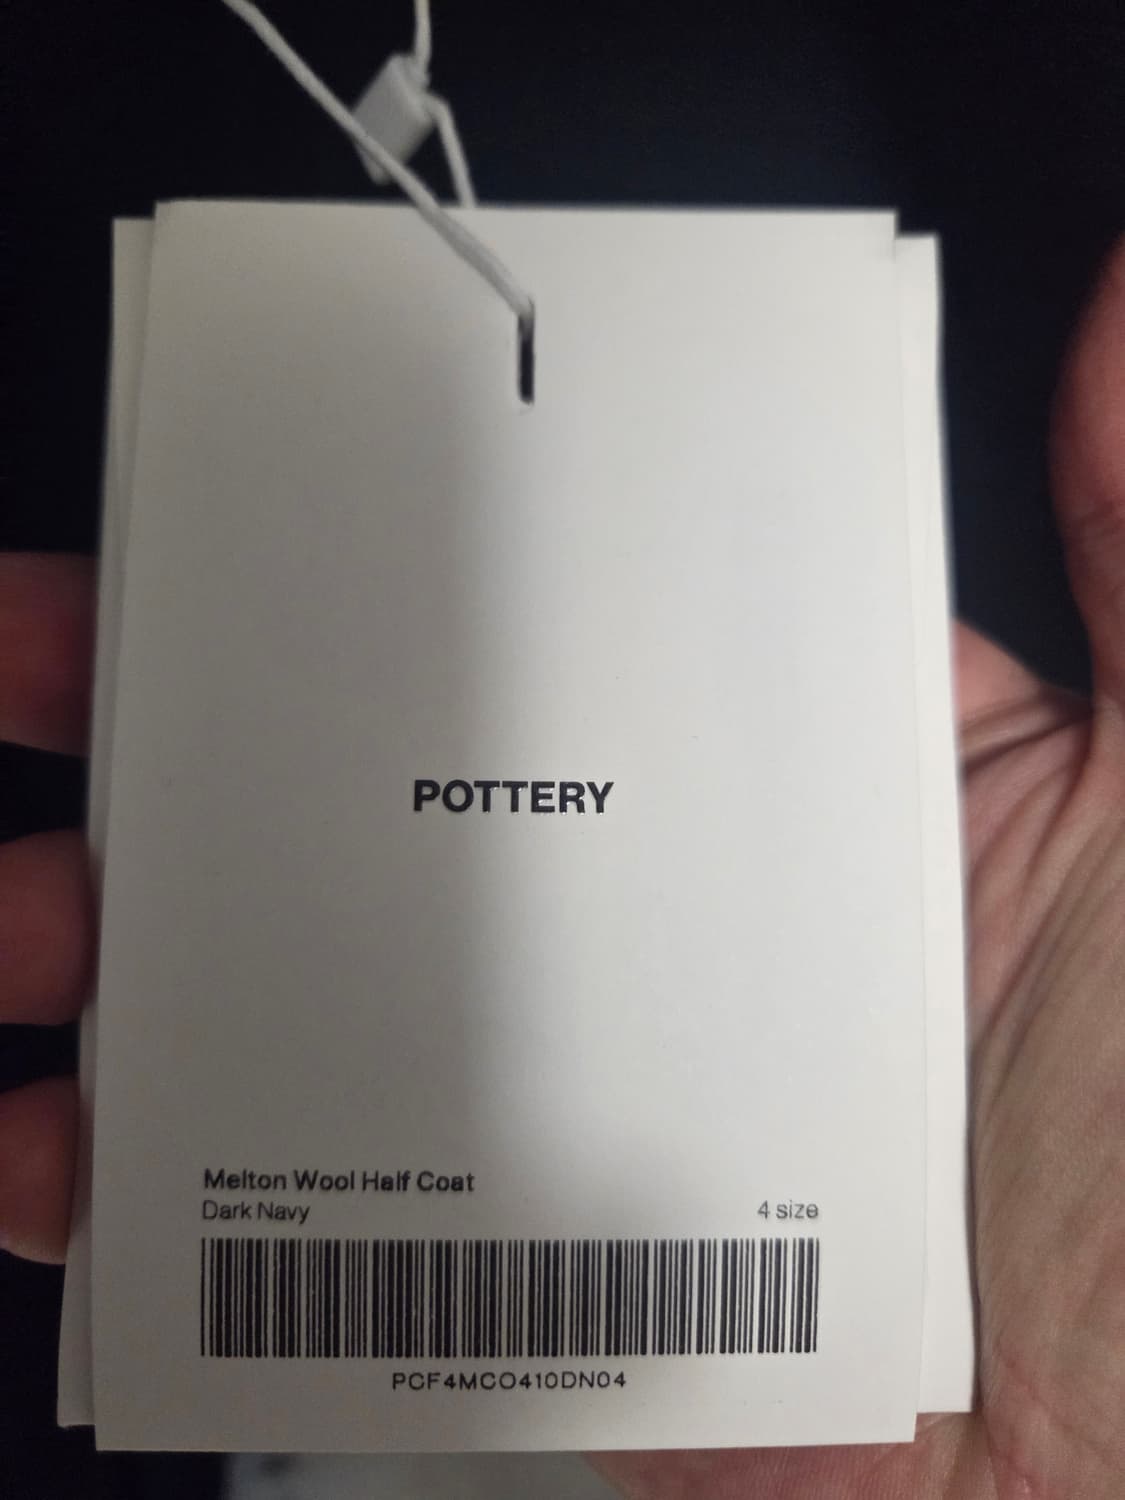 POTTERY
Melton Wool Half Coat
Dark Navy
4 size
PCF4MCO410DN04